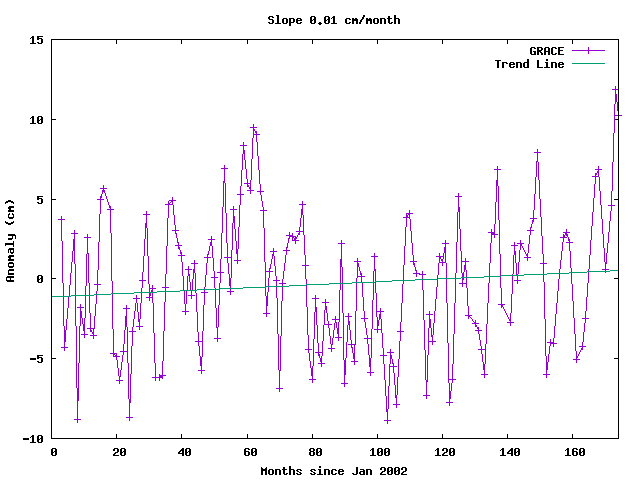 Slope 0.01 cm/month
15
10
5
0
-5
-10
Anomaly (cm)
GRACE
Trend Line
0 20 40 60 80 100 120 140 160
Months since Jan 2002